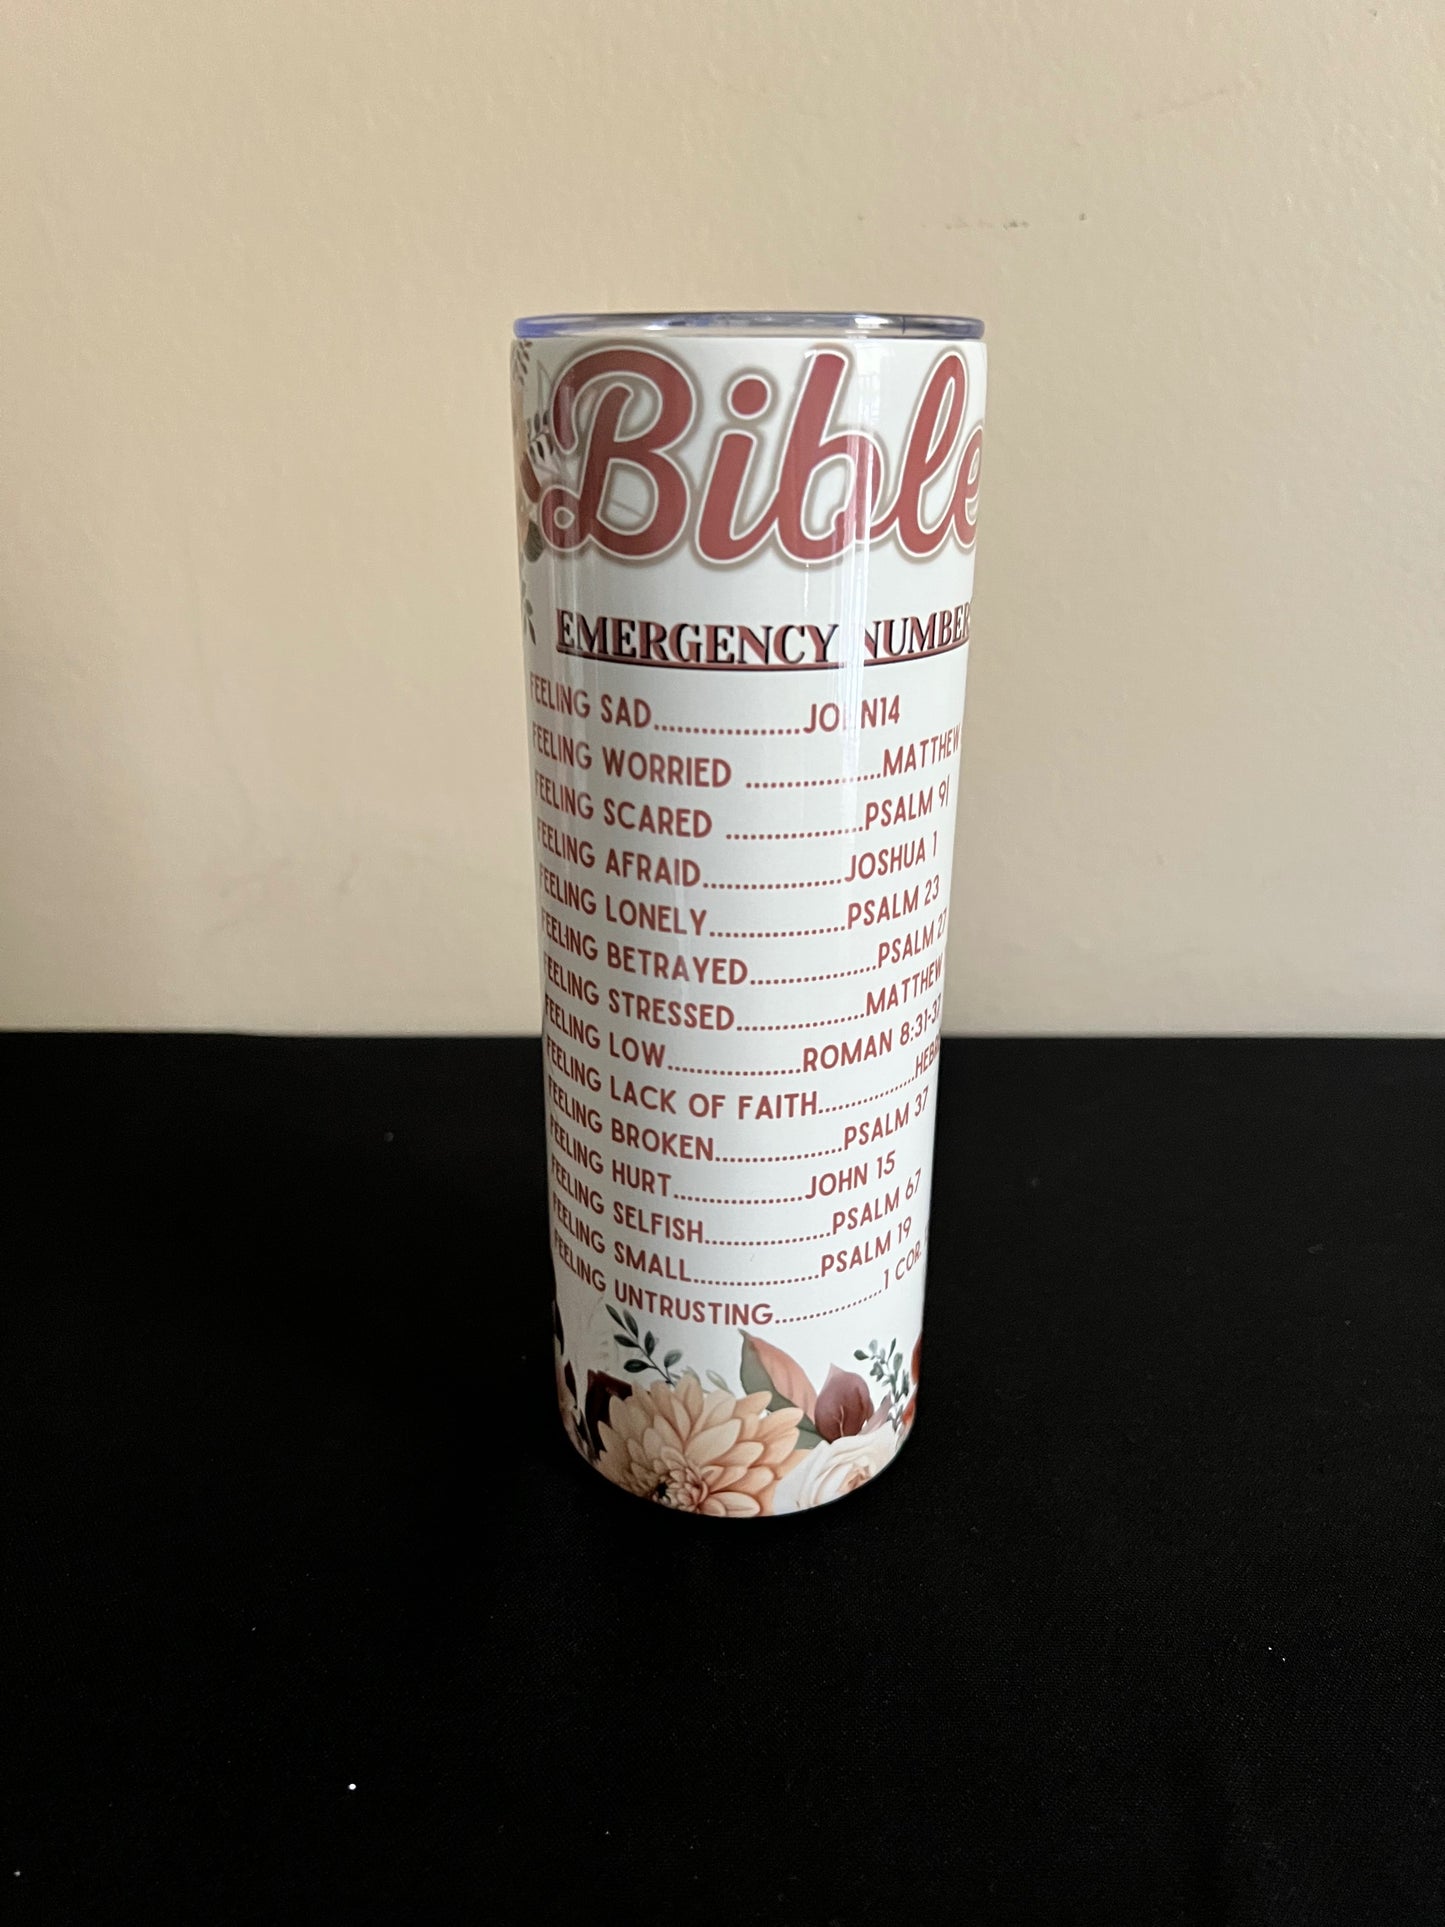 Bible
EMERGENCY NUMBER
FEELING SAD..................JOHN14
FEELING WORRIED .................MATTHEW
FEELING SCARED .................PSALM 91
FEELING AFRAID.................JOSHUA 1
FEELING LONELY.................PSALM 23
FEELING BETRAYED................PSALM 27
FEELING STRESSED................MATTHEW
FEELING LOW.................ROMAN 8:31-37
FEELING LACK OF FAITH.................
FEELING BROKEN................PSALM 37
FEELING HURT................JOHN 15
FEELING SELFISH................PSALM 67
FEELING SMALL................PSALM 19
FEELING UNTRUSTING.................1 COR.